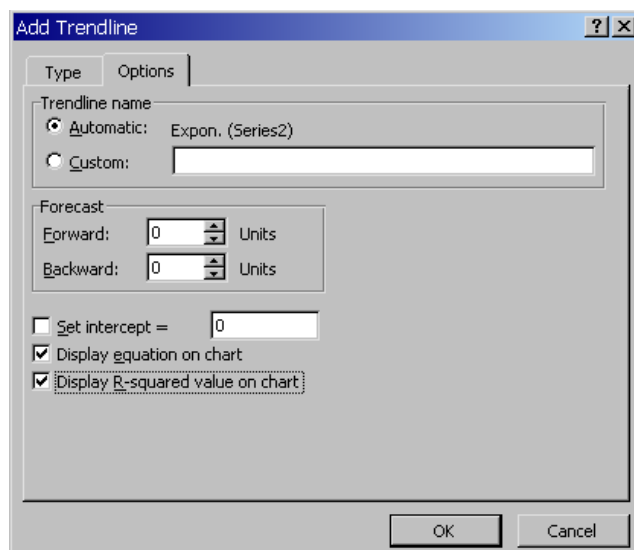 Add Trendline
Type Options
Trendline name
Automatic: Expon. (Series2)
Custom:
Forecast
Forward: 0 Units
Backward: 0 Units
Set intercept = 0
Display equation on chart
Display R-squared value on chart
OK Cancel